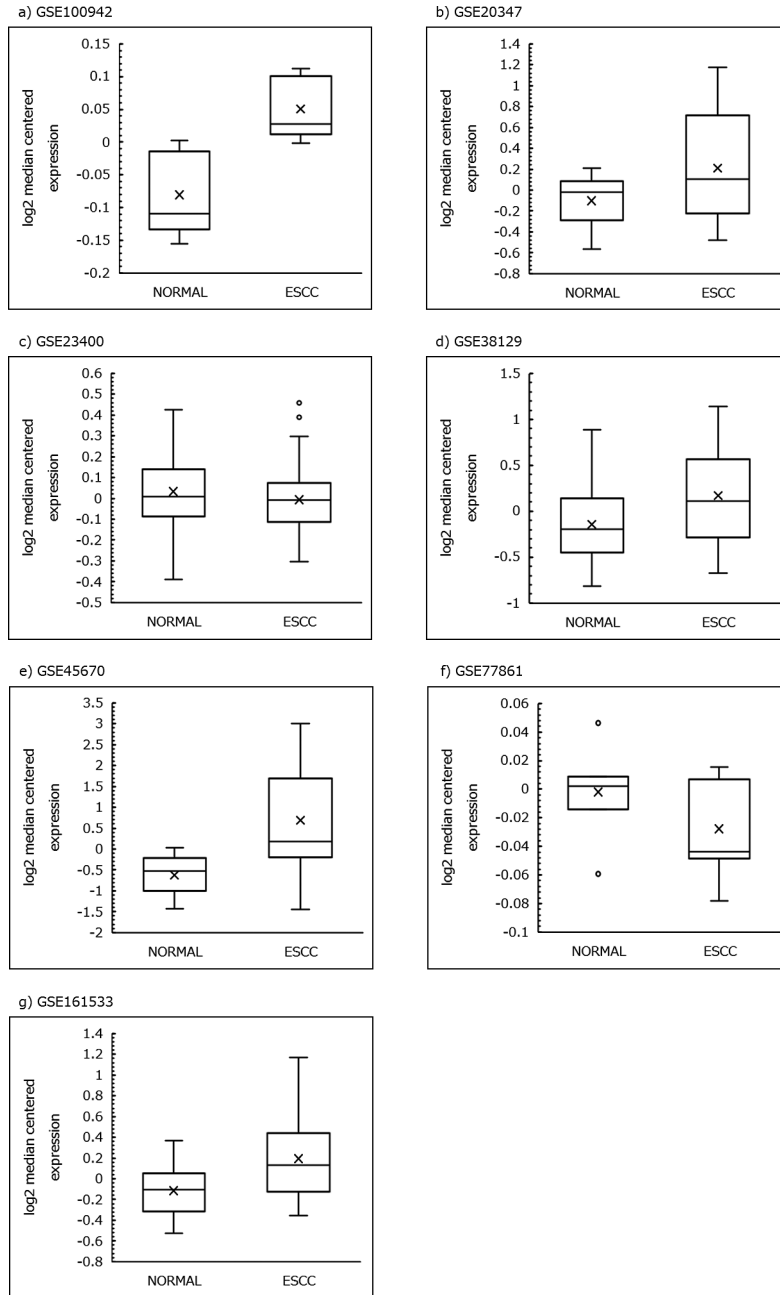 a) GSE100942
log2 median centered
expression
0.15
0.1
0.05
0
-0.05
-0.1
-0.15
-0.2
NORMAL ESCC
b) GSE20347
log2 median centered
expression
1.4
1.2
1
0.8
0.6
0.4
0.2
0
-0.2
-0.4
-0.6
-0.8
NORMAL ESCC
c) GSE23400
log2 median centered
expression
0.6
0.5
0.4
0.3
0.2
0.1
0
-0.1
-0.2
-0.3
-0.4
-0.5
NORMAL ESCC
d) GSE38129
log2 median centered
expression
1.5
1
0.5
0
-0.5
-1
NORMAL ESCC
e) GSE45670
log2 median centered
expression
3.5
3
2.5
2
1.5
1
0.5
0
-0.5
-1
-1.5
-2
NORMAL ESCC
f) GSE77861
log2 median centered
expression
0.06
0.04
0.02
0
-0.02
-0.04
-0.06
-0.08
-0.1
NORMAL ESCC
g) GSE161533
log2 median centered
expression
1.4
1.2
1
0.8
0.6
0.4
0.2
0
-0.2
-0.4
-0.6
-0.8
NORMAL ESCC